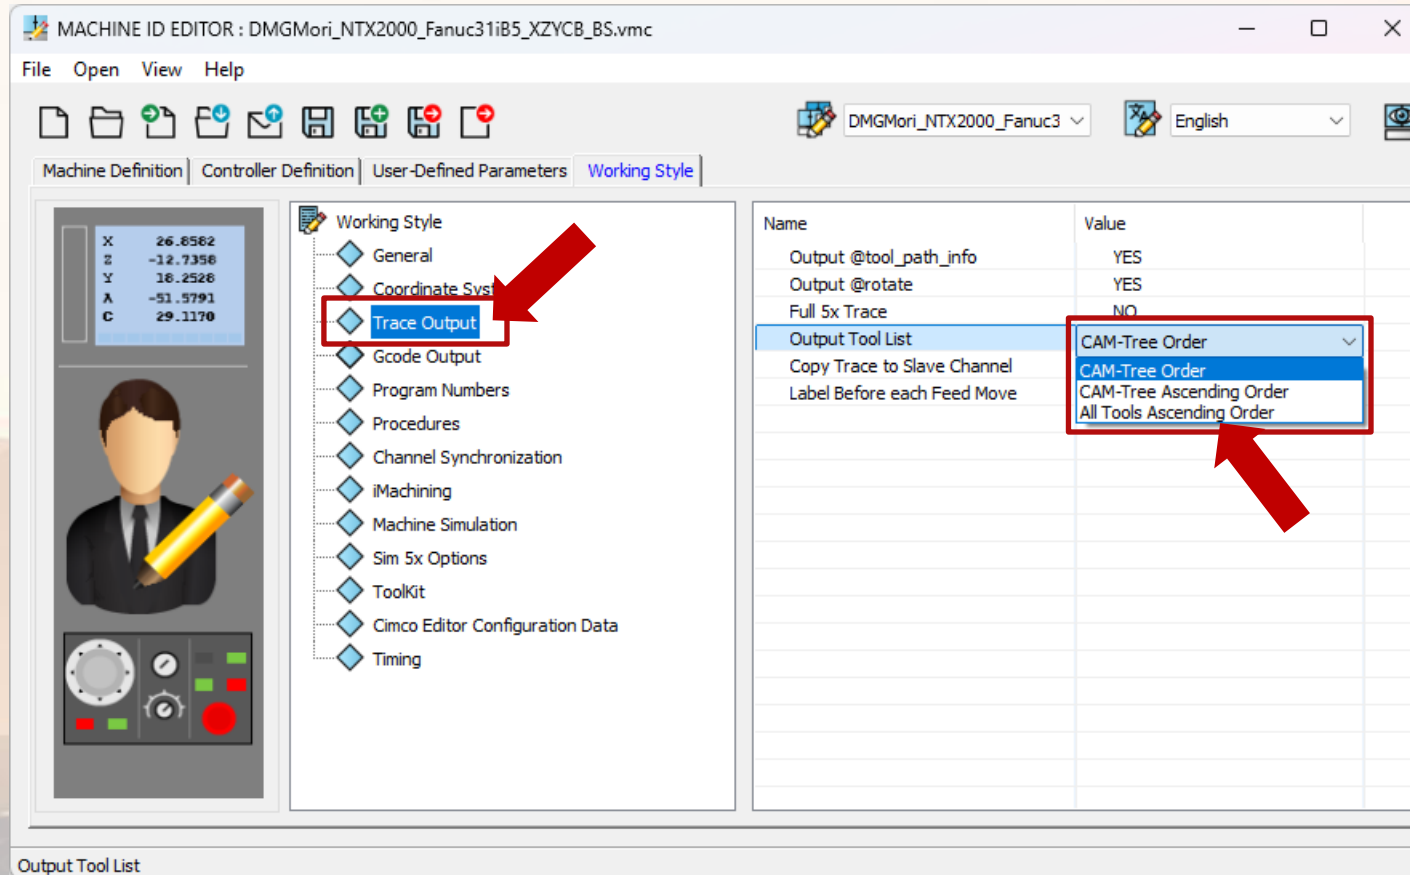 MACHINE ID EDITOR : DMGMori_NTX2000_Fanuc31iB5_XZYCB_BS.vmc
File Open View Help
DMGMori_NTX2000_Fanuc3
English
Machine Definition Controller Definition User-Defined Parameters Working Style
X 26.8582
Z -12.7358
Y 18.2528
A -51.5791
C 29.1170
Working Style
General
Coordinate Syst
Trace Output
Gcode Output
Program Numbers
Procedures
Channel Synchronization
iMachining
Machine Simulation
Sim 5x Options
ToolKit
Cimco Editor Configuration Data
Timing
Name Value
Output @tool_path_info YES
Output @rotate YES
Full 5x Trace NO
Output Tool List CAM-Tree Order
Copy Trace to Slave Channel
Label Before each Feed Move
CAM-Tree Order
CAM-Tree Ascending Order
All Tools Ascending Order
Output Tool List